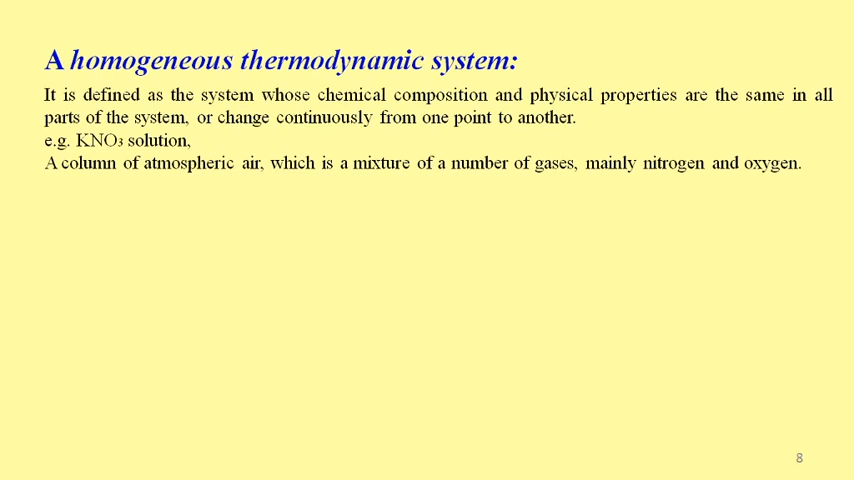 A homogeneous thermodynamic system:
It is defined as the system whose chemical composition and physical properties are the same in all
parts of the system, or change continuously from one point to another.
e.g. KNO₃ solution,
A column of atmospheric air, which is a mixture of a number of gases, mainly nitrogen and oxygen.
8